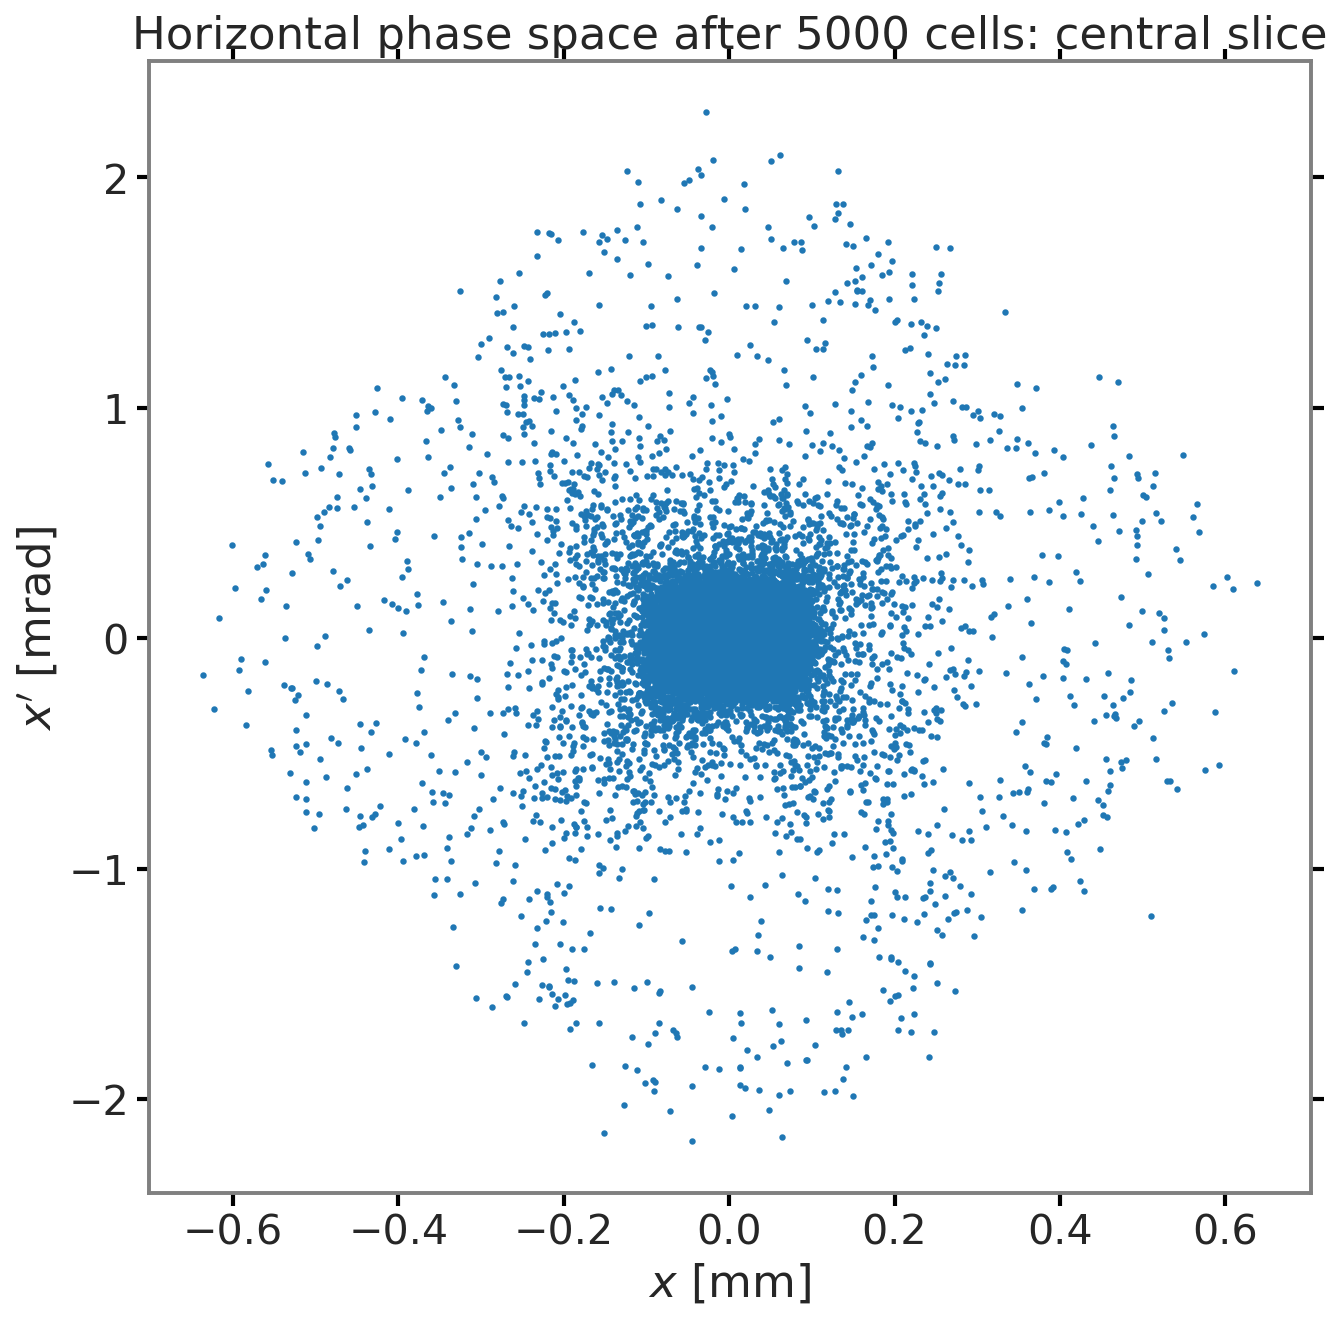 Horizontal phase space after 5000 cells: central slice
2
1
0
−1
−2
x′ [mrad]
−0.6 −0.4 −0.2 0.0 0.2 0.4 0.6
x [mm]